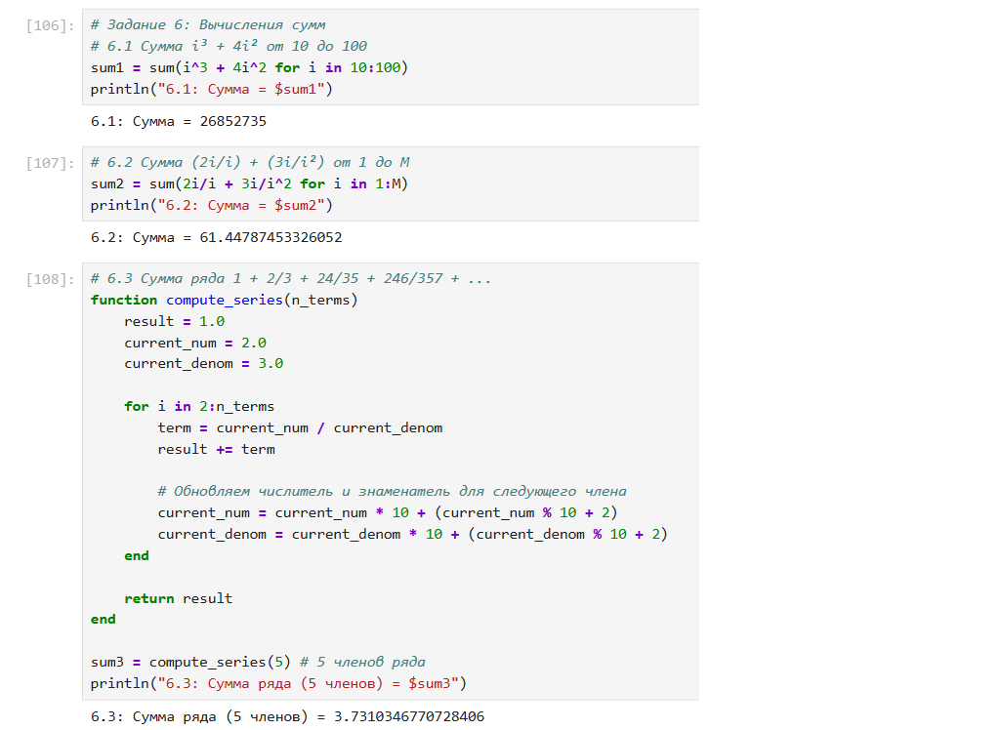 [106]: # Задание 6: Вычисления сумм
# 6.1 Сумма i³ + 4i² от 10 до 100
sum1 = sum(i^3 + 4i^2 for i in 10:100)
println("6.1: Сумма = $sum1")
6.1: Сумма = 26852735
[107]: # 6.2 Сумма (2i/i) + (3i/i²) от 1 до M
sum2 = sum(2i/i + 3i/i^2 for i in 1:M)
println("6.2: Сумма = $sum2")
6.2: Сумма = 61.44787453326052
[108]: # 6.3 Сумма ряда 1 + 2/3 + 24/35 + 246/357 + ...
function compute_series(n_terms)
    result = 1.0
    current_num = 2.0
    current_denom = 3.0
    for i in 2:n_terms
        term = current_num / current_denom
        result += term
        # Обновляем числитель и знаменатель для следующего члена
        current_num = current_num * 10 + (current_num % 10 + 2)
        current_denom = current_denom * 10 + (current_denom % 10 + 2)
    end
    return result
end
sum3 = compute_series(5) # 5 членов ряда
println("6.3: Сумма ряда (5 членов) = $sum3")
6.3: Сумма ряда (5 членов) = 3.7310346770728406